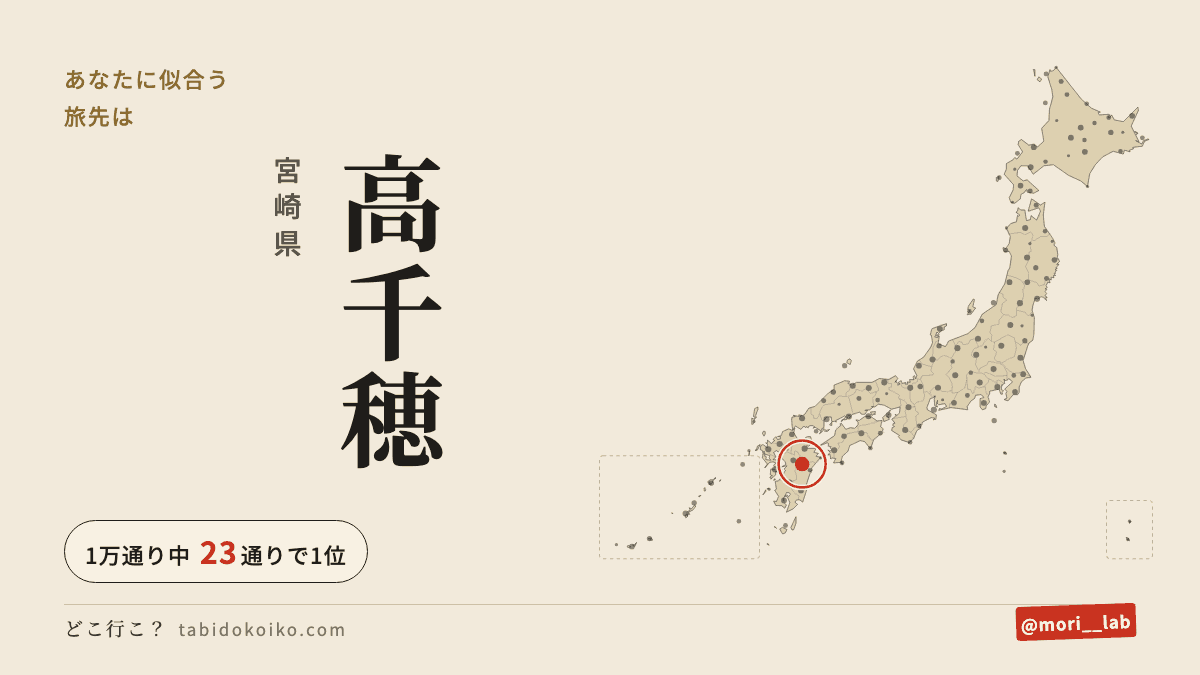 あなたに似合う
旅先は
高千穂
宮崎県
1万通り中 23通りで1位
どこ行こ？ tabidokoiko.com
@mori__lab